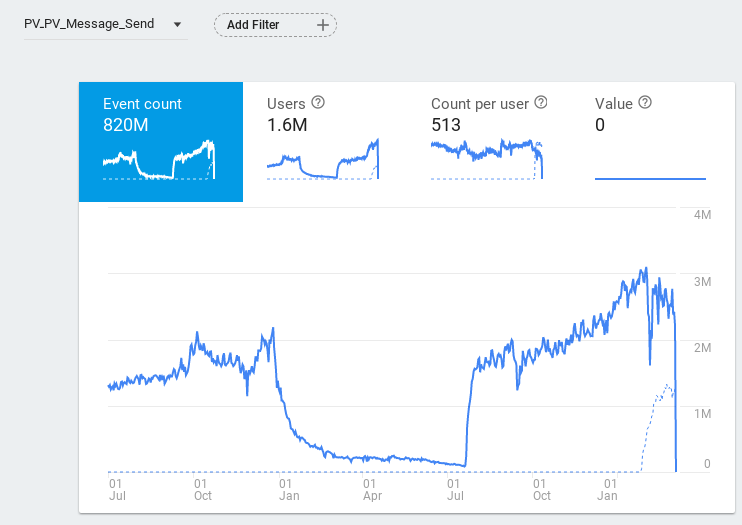 PV_PV_Message_Send
Add Filter
Event count
820M
Users
1.6M
Count per user
513
Value
0
4M
3M
2M
1M
0
01 Jul
01 Oct
01 Jan
01 Apr
01 Jul
01 Oct
01 Jan